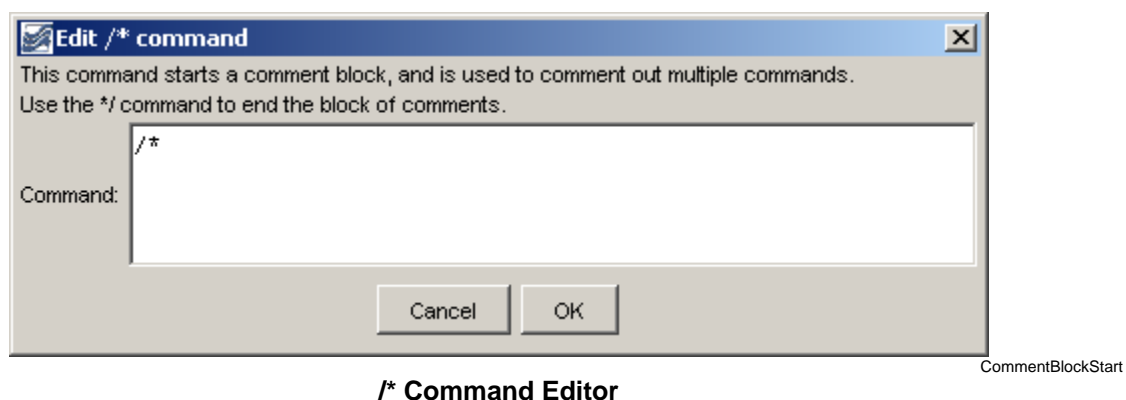 Edit /* command
This command starts a comment block, and is used to comment out multiple commands.
Use the */ command to end the block of comments.
/*
Command:
Cancel OK
CommentBlockStart
/* Command Editor